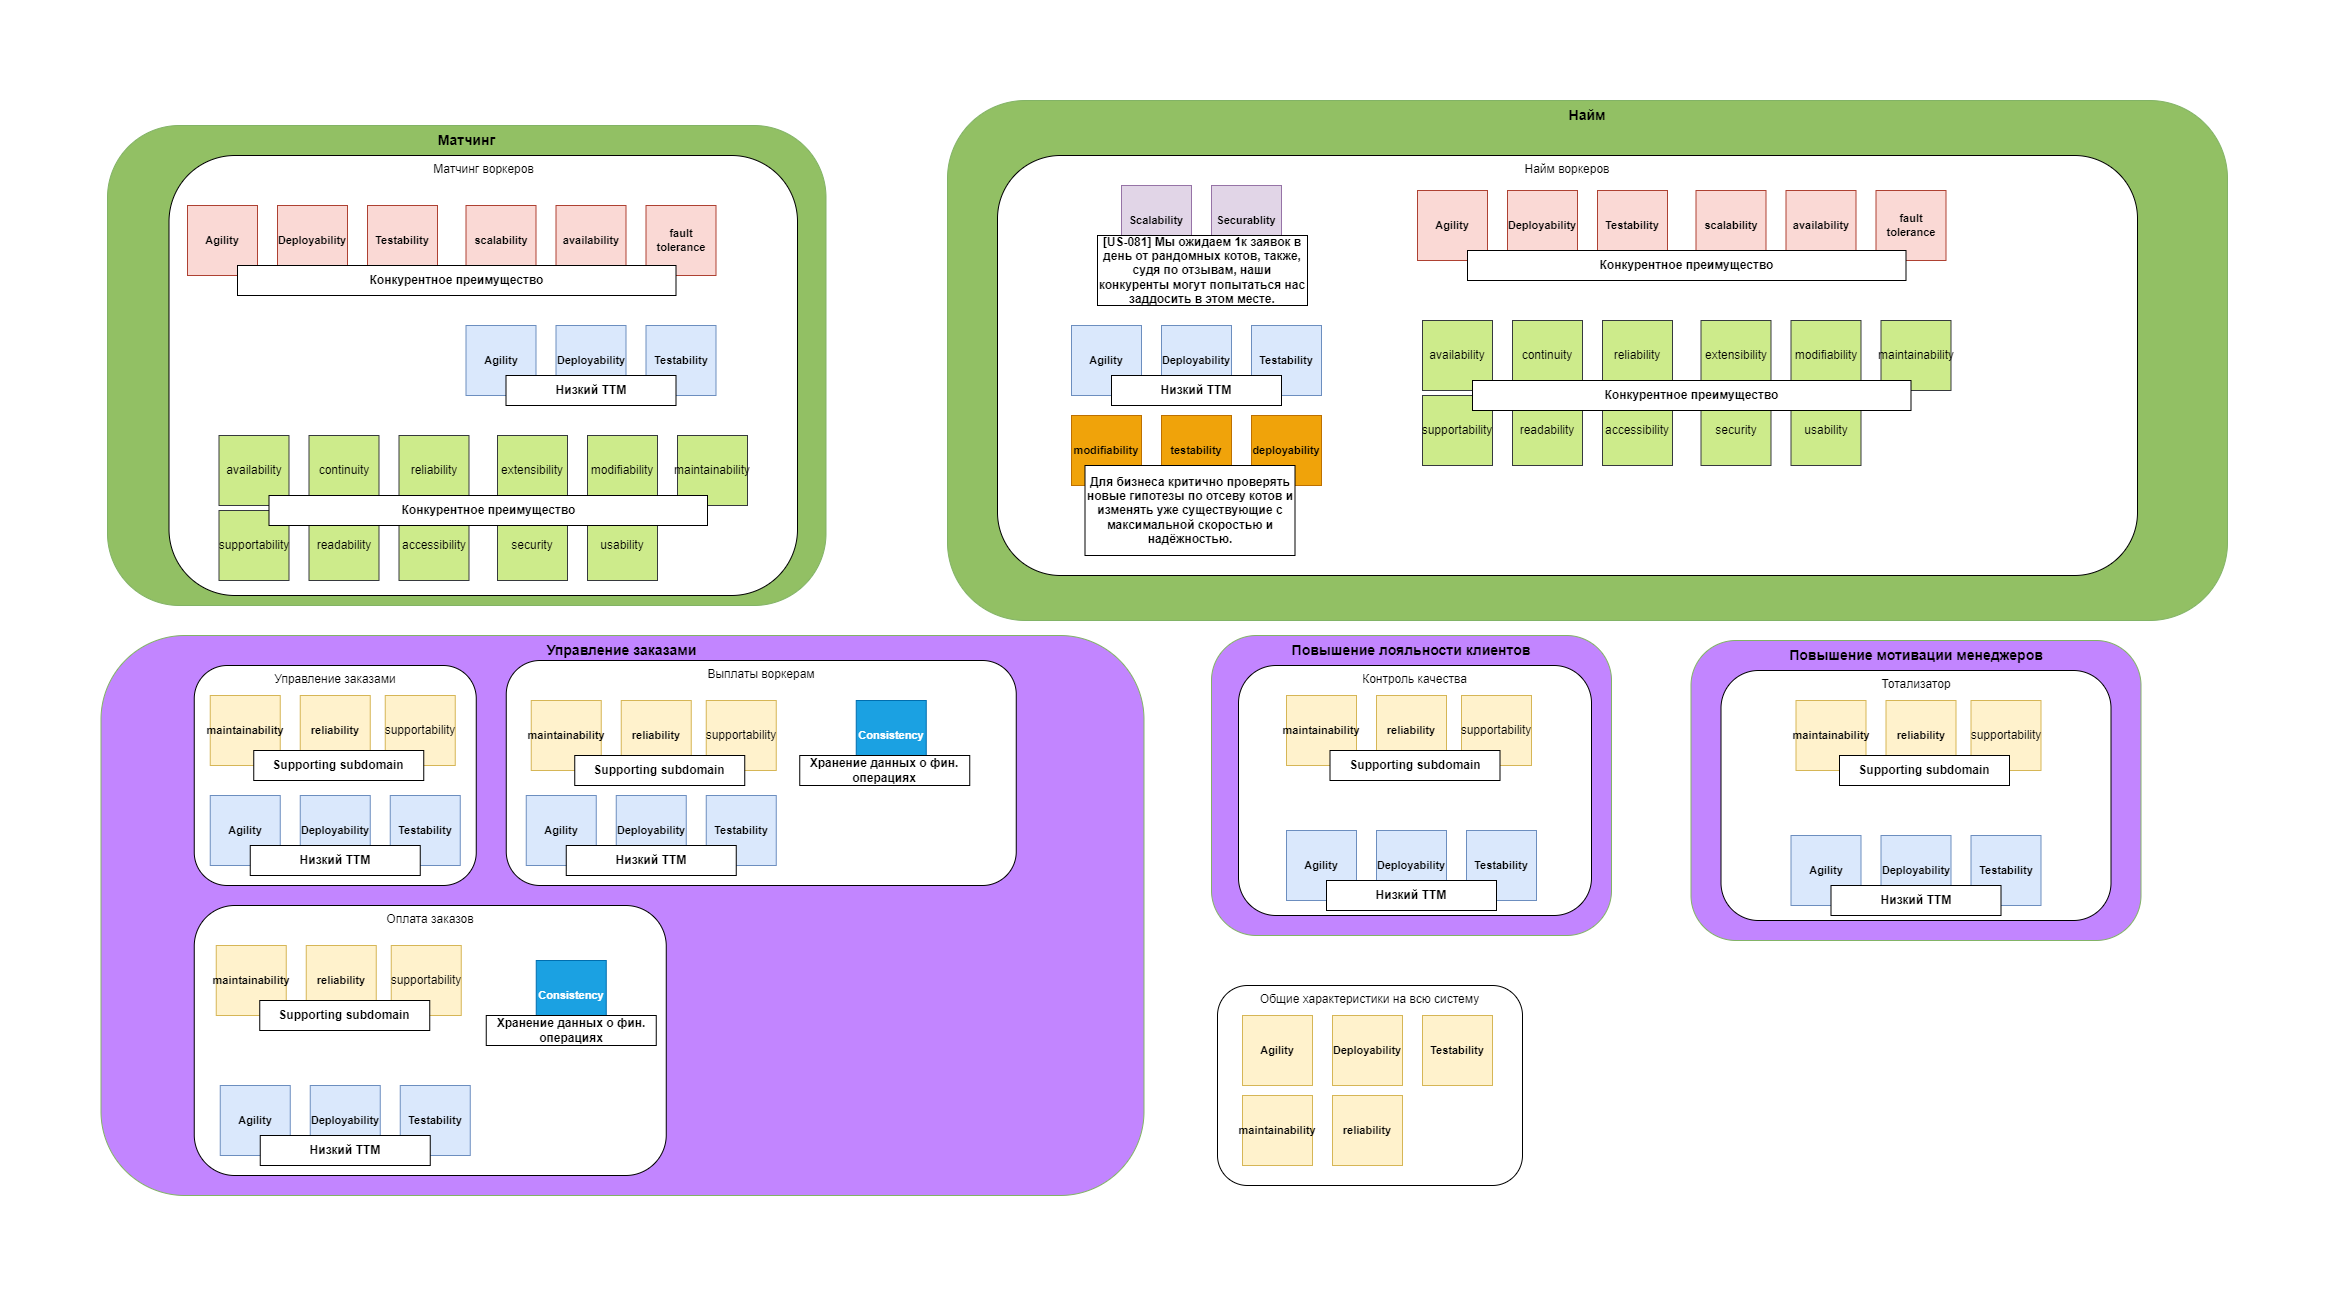 Матчинг
Матчинг воркеров
Agility
Deployability
Testability
scalability
availability
fault
tolerance
Конкурентное преимущество
Agility
Deployability
Testability
Низкий TTM
availability
continuity
reliability
extensibility
modifiability
maintainability
Конкурентное преимущество
supportability
readability
accessibility
security
usability
Найм
Найм воркеров
Scalability
Securablity
[US-081] Мы ожидаем 1к заявок в
день от рандомных котов, также,
судя по отзывам, наши
конкуренты могут попытаться нас
заддосить в этом месте.
Agility
Deployability
Testability
Низкий TTM
modifiability
testability
deployability
Для бизнеса критично проверять
новые гипотезы по отсеву котов и
изменять уже существующие с
максимальной скоростью и
надёжностью.
Agility
Deployability
Testability
scalability
availability
fault
tolerance
Конкурентное преимущество
availability
continuity
reliability
extensibility
modifiability
maintainability
Конкурентное преимущество
supportability
readability
accessibility
security
usability
Управление заказами
Управление заказами
maintainability
reliability
supportability
Supporting subdomain
Agility
Deployability
Testability
Низкий TTM
Выплаты воркерам
maintainability
reliability
supportability
Supporting subdomain
Consistency
Хранение данных о фин.
операциях
Agility
Deployability
Testability
Низкий TTM
Оплата заказов
maintainability
reliability
supportability
Supporting subdomain
Consistency
Хранение данных о фин.
операциях
Agility
Deployability
Testability
Низкий TTM
Повышение лояльности клиентов
Контроль качества
maintainability
reliability
supportability
Supporting subdomain
Agility
Deployability
Testability
Низкий TTM
Повышение мотивации менеджеров
Тотализатор
maintainability
reliability
supportability
Supporting subdomain
Agility
Deployability
Testability
Низкий TTM
Общие характеристики на всю систему
Agility
Deployability
Testability
maintainability
reliability